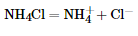 NH4Cl = NH₄⁺ + Cl⁻